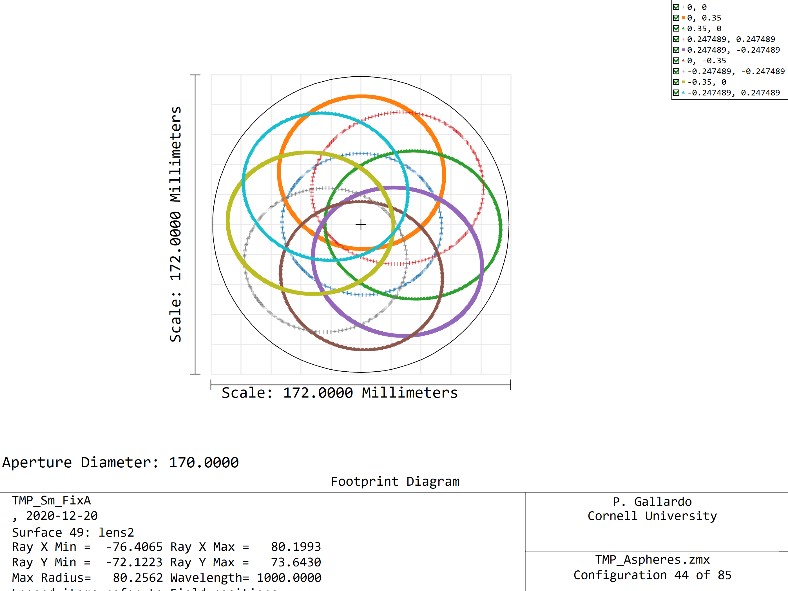 0, 0
0, 0.35
0.35, 0
0.247489, 0.247489
0.247489, -0.247489
0, -0.35
-0.247489, -0.247489
-0.35, 0
-0.247489, 0.247489
Scale: 172.0000 Millimeters
Scale: 172.0000 Millimeters
Aperture Diameter: 170.0000
Footprint Diagram
TMP_Sm_FixA
, 2020-12-20
Surface 49: lens2
Ray X Min = -76.4065 Ray X Max = 80.1993
Ray Y Min = -72.1223 Ray Y Max = 73.6430
Max Radius= 80.2562 Wavelength= 1000.0000
P. Gallardo
Cornell University
TMP_Aspheres.zmx
Configuration 44 of 85